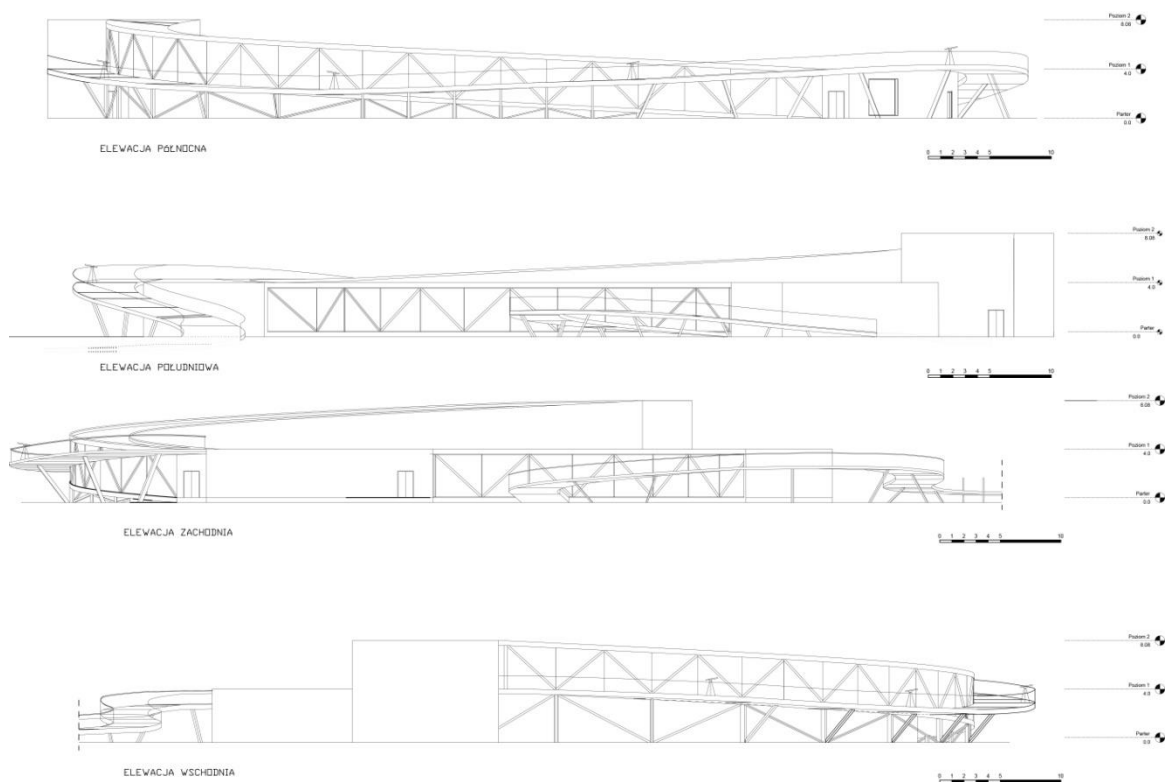 Poziom 2
8.08
Poziom 1
4.0
Parter
0.0
ELEWACJA PÓŁNOCNA
0 1 2 3 4 5 10
Poziom 2
8.08
Poziom 1
4.0
Parter
0.0
ELEWACJA POŁUDNIOWA
0 1 2 3 4 5 10
Poziom 2
8.08
Poziom 1
4.0
Parter
0.0
ELEWACJA ZACHODNIA
0 1 2 3 4 5 10
Poziom 2
8.08
Poziom 1
4.0
Parter
0.0
ELEWACJA WSCHODNIA
0 1 2 3 4 5 10